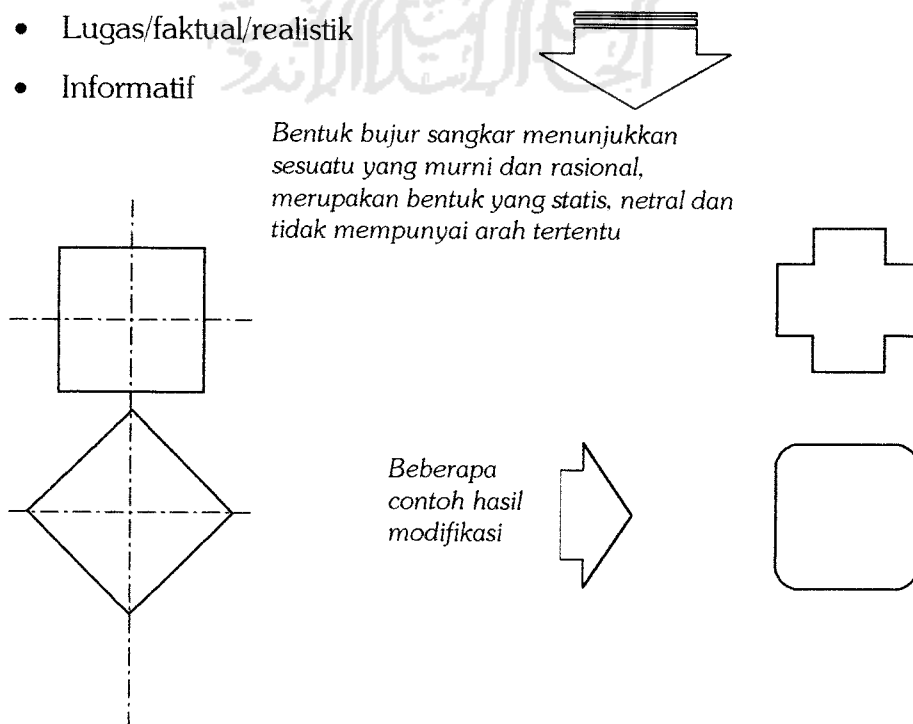 • Lugas/faktual/realistik
• Informatif
Bentuk bujur sangkar menunjukkan
sesuatu yang murni dan rasional,
merupakan bentuk yang statis, netral dan
tidak mempunyai arah tertentu
Beberapa
contoh hasil
modifikasi